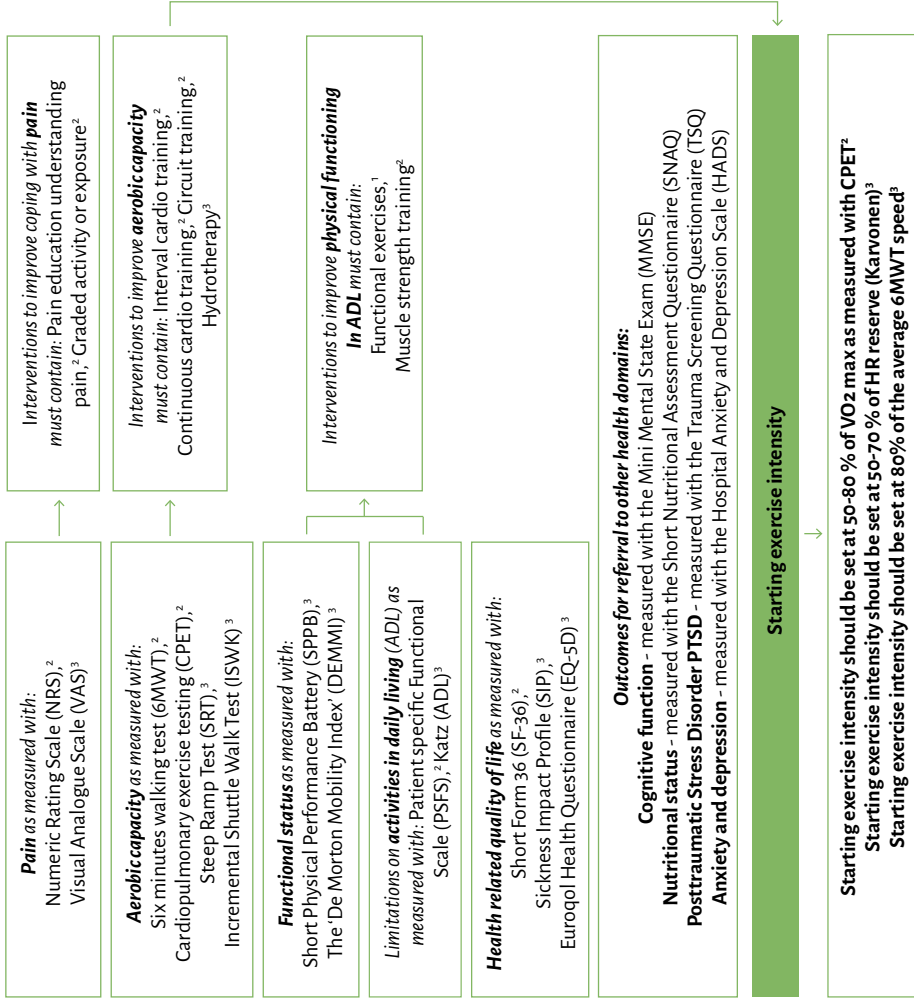 Pain as measured with:
Numeric Rating Scale (NRS),²
Visual Analogue Scale (VAS)³
Interventions to improve coping with pain
must contain: Pain education understanding
pain,² Graded activity or exposure²
Aerobic capacity as measured with:
Six minutes walking test (6MWT),²
Cardiopulmonary exercise testing (CPET),²
Steep Ramp Test (SRT),³
Incremental Shuttle Walk Test (ISWK) ³
Interventions to improve aerobic capacity
must contain: Interval cardio training,²
Continuous cardio training,² Circuit training,²
Hydrotherapy³
Functional status as measured with:
Short Physical Performance Battery (SPPB),³
The ‘De Morton Mobility Index’ (DEMMI) ³
Limitations on activities in daily living (ADL) as
measured with: Patient specific Functional
Scale (PSFS),² Katz (ADL)³
Interventions to improve physical functioning
In ADL must contain:
Functional exercises,¹
Muscle strength training²
Health related quality of life as measured with:
Short Form 36 (SF-36),²
Sickness Impact Profile (SIP),³
Euroqol Health Questionnaire (EQ-5D) ³
Outcomes for referral to other health domains:
Cognitive function - measured with the Mini Mental State Exam (MMSE)
Nutritional status - measured with the Short Nutritional Assessment Questionnaire (SNAQ)
Posttraumatic Stress Disorder PTSD - measured with the Trauma Screening Questionnaire (TSQ)
Anxiety and depression - measured with the Hospital Anxiety and Depression Scale (HADS)
Starting exercise intensity
Starting exercise intensity should be set at 50-80 % of VO2 max as measured with CPET²
Starting exercise intensity should be set at 50-70 % of HR reserve (Karvonen)³
Starting exercise intensity should be set at 80% of the average 6MWT speed³